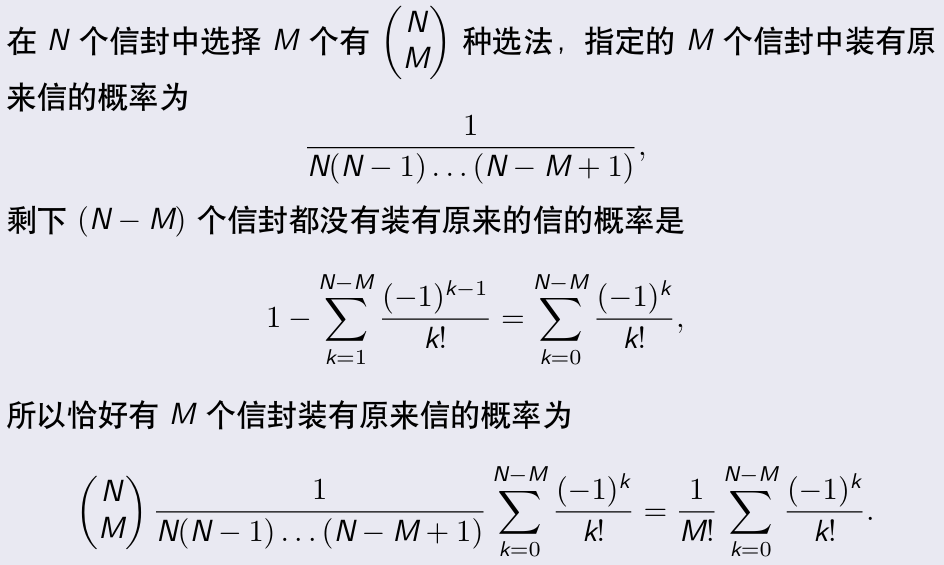 在 N 个信封中选择 M 个有 \binom{N}{M} 种选法，指定的 M 个信封中装有原
来信的概率为
\frac{1}{N(N-1)\ldots(N-M+1)},
剩下 (N-M) 个信封都没有装有原来的信的概率是
1-\sum_{k=1}^{N-M}\frac{(-1)^{k-1}}{k!}=\sum_{k=0}^{N-M}\frac{(-1)^k}{k!},
所以恰好有 M 个信封装有原来信的概率为
\binom{N}{M}\frac{1}{N(N-1)\ldots(N-M+1)}\sum_{k=0}^{N-M}\frac{(-1)^k}{k!}=\frac{1}{M!}\sum_{k=0}^{N-M}\frac{(-1)^k}{k!}.